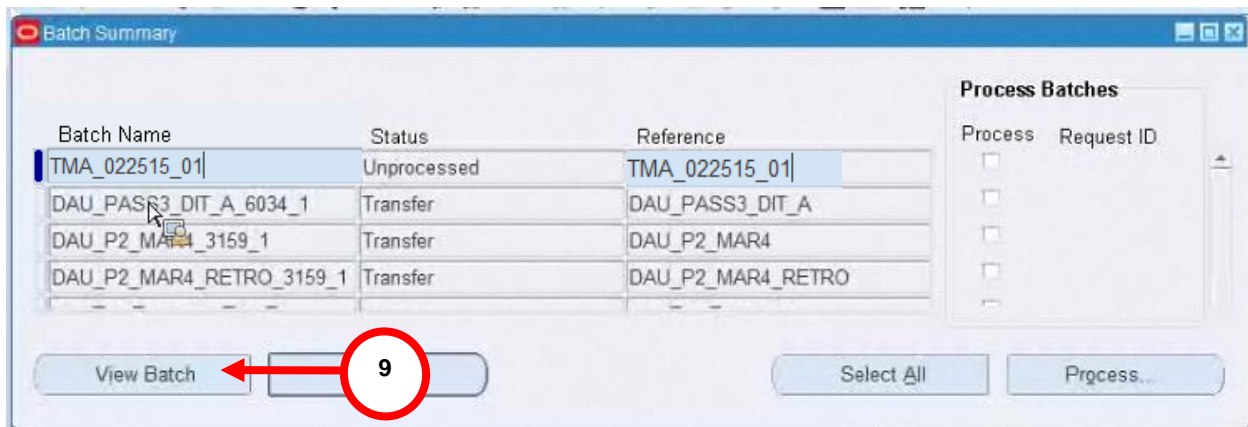 Batch Summary
Process Batches
Batch Name Status Reference Process Request ID
TMA_022515_01 Unprocessed TMA_022515_01
DAU_PASS3_DIT_A_6034_1 Transfer DAU_PASS3_DIT_A
DAU_P2_MAR4_3159_1 Transfer DAU_P2_MAR4
DAU_P2_MAR4_RETRO_3159_1 Transfer DAU_P2_MAR4_RETRO
View Batch 9 Select All Process...